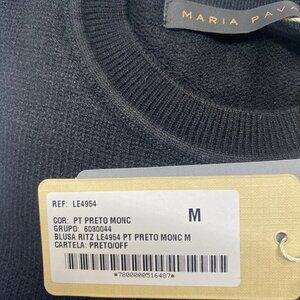 MARIA PAVA
REF: LE4954
COR: PT PRETO MONC
GRUPO: 6030044
M
BLUSA RITZ LE4954 PT PRETO MONC M
CARTELA: PRETO/OFF
*7800000516487*